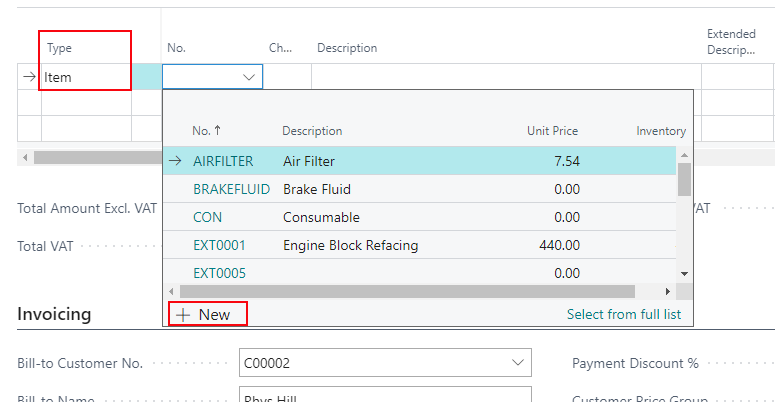 Extended
Type No. Ch... Description Descrip...
Item
No. ↑ Description Unit Price Inventory
AIRFILTER Air Filter 7.54
BRAKEFLUID Brake Fluid 0.00
CON Consumable 0.00
Total Amount Excl. VAT VAT
Total VAT EXT0001 Engine Block Refacing 440.00
EXT0005 0.00
Invoicing + New Select from full list
Bill-to Customer No. C00002 Payment Discount %
Bill-to Name Rhys Hill Customer Price Group